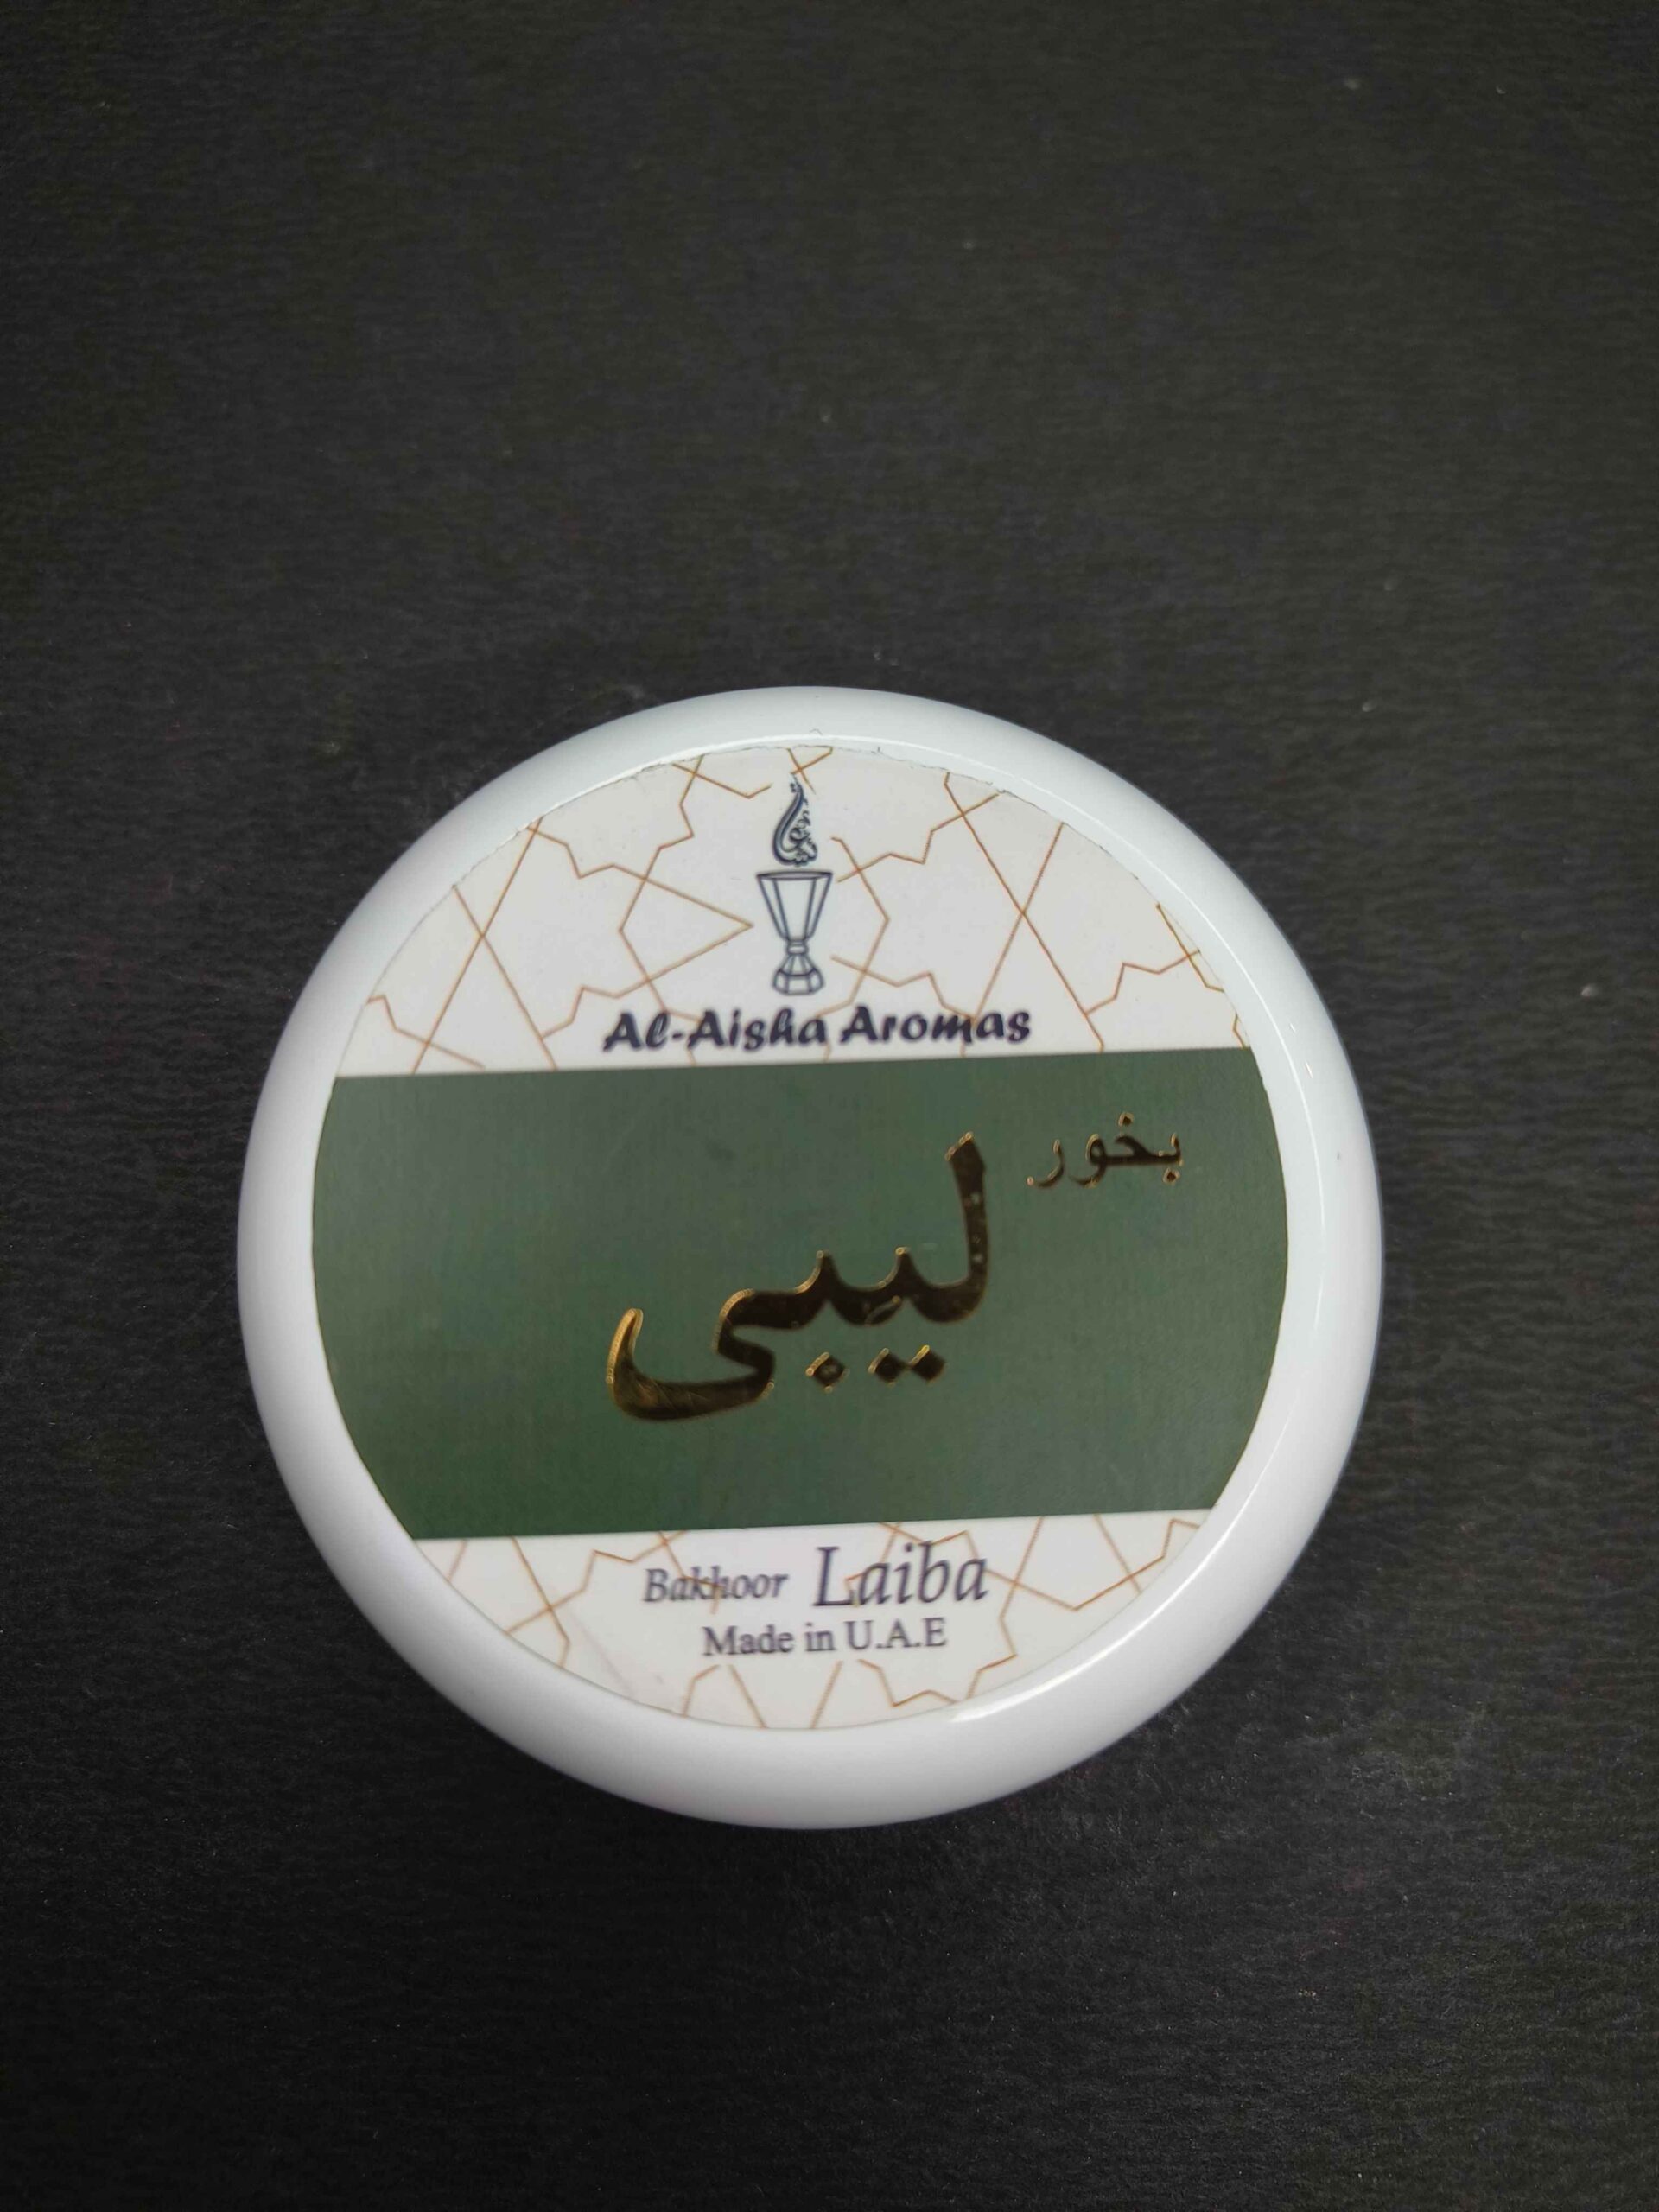 Al-Aisha Aromas
بخور
ليبى
Bakhoor Laiba
Made in U.A.E